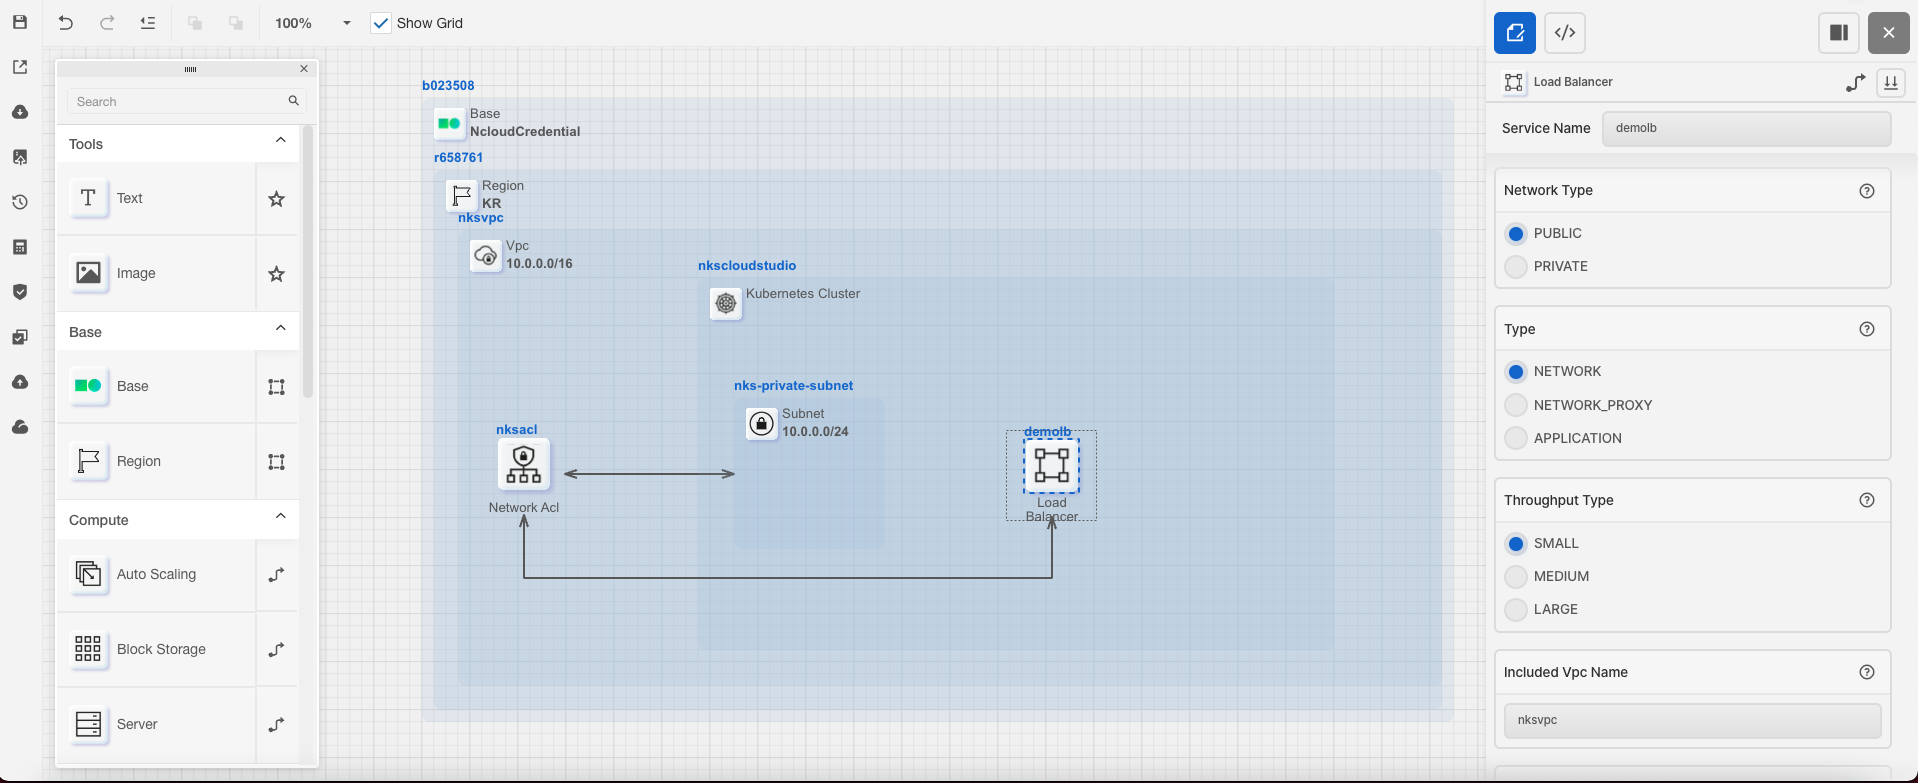 100%
Show Grid
Search
Tools
Text
Image
Base
Base
Region
Compute
Auto Scaling
Block Storage
Server
b023508
Base
NcloudCredential
r658761
Region
KR
nksvpc
Vpc
10.0.0.0/16
nkscloudstudio
Kubernetes Cluster
nks-private-subnet
Subnet
10.0.0.0/24
nksacl
Network Acl
demolb
Load
Balancer
Load Balancer
Service Name
demolb
Network Type
PUBLIC
PRIVATE
Type
NETWORK
NETWORK_PROXY
APPLICATION
Throughput Type
SMALL
MEDIUM
LARGE
Included Vpc Name
nksvpc